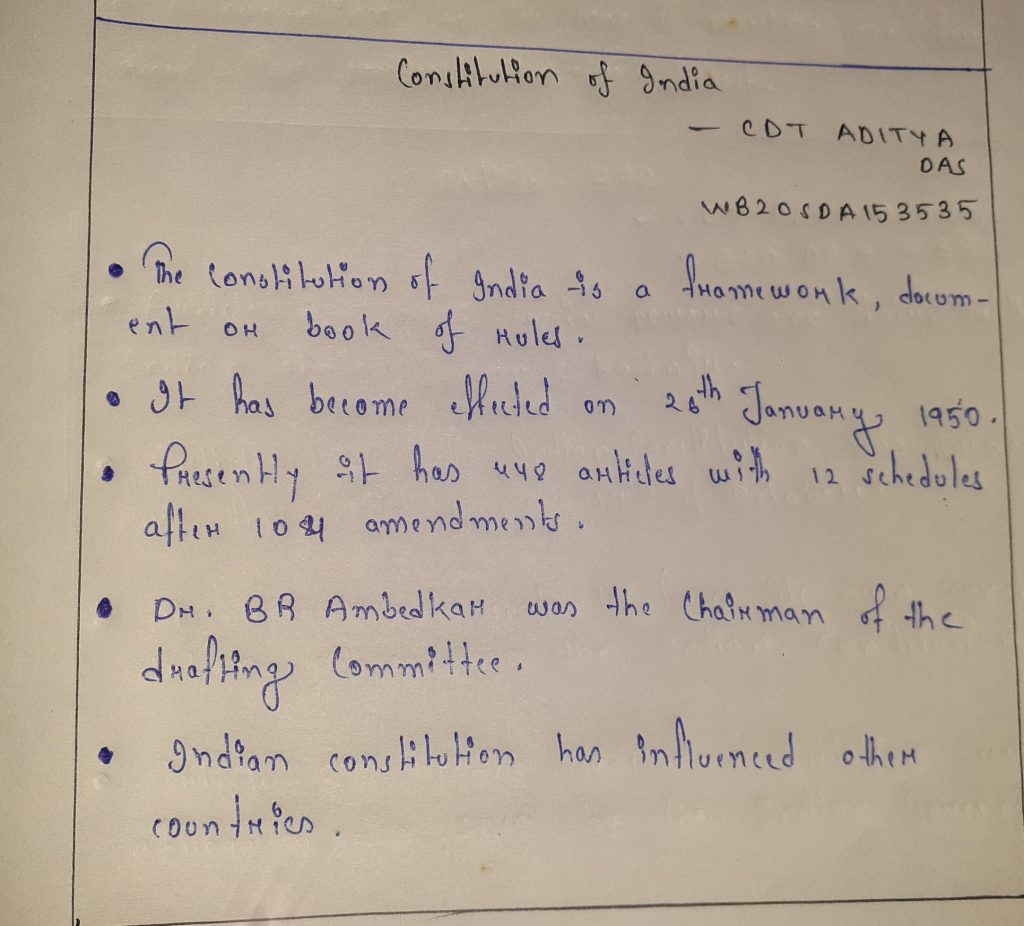 Constitution of India
— CDT ADITYA
DAS
WB20SDA153535
• The constitution of India is a framework, docum-
ent or book of rules.
• It has become effected on 26th January, 1950.
• Presently it has 448 articles with 12 schedules
after amendments.
• Dr. BR Ambedkar was the Chairman of the
drafting Committee.
• Indian constitution has influenced other
countries.